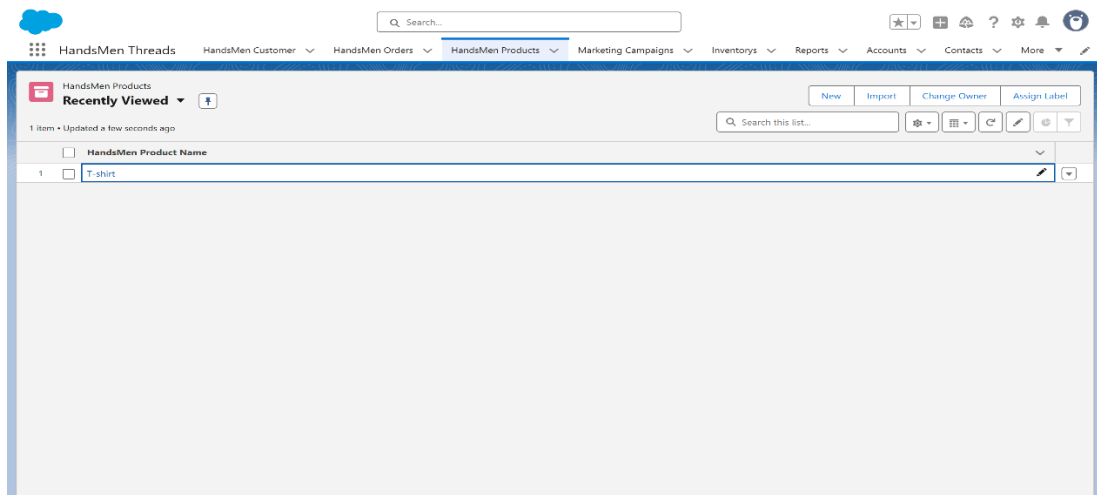 Search...
HandsMen Threads HandsMen Customer HandsMen Orders HandsMen Products Marketing Campaigns Inventorys Reports Accounts Contacts More
HandsMen Products
Recently Viewed
New Import Change Owner Assign Label
1 item • Updated a few seconds ago
Search this list...
HandsMen Product Name
1 T-shirt